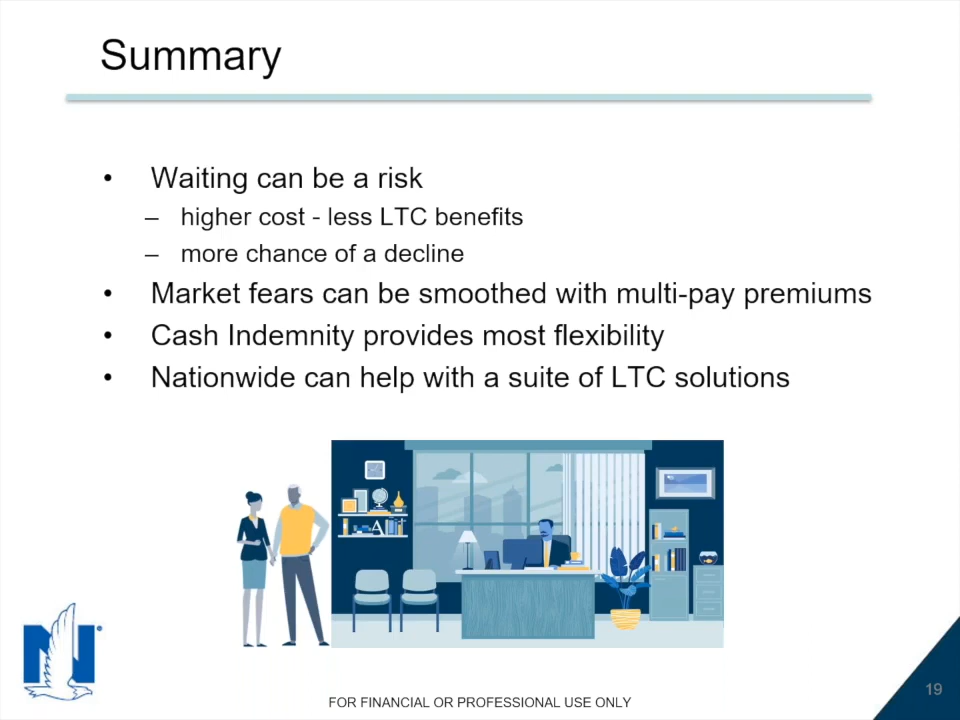 Summary
• Waiting can be a risk
– higher cost - less LTC benefits
– more chance of a decline
• Market fears can be smoothed with multi-pay premiums
• Cash Indemnity provides most flexibility
• Nationwide can help with a suite of LTC solutions
A
N®
19
FOR FINANCIAL OR PROFESSIONAL USE ONLY